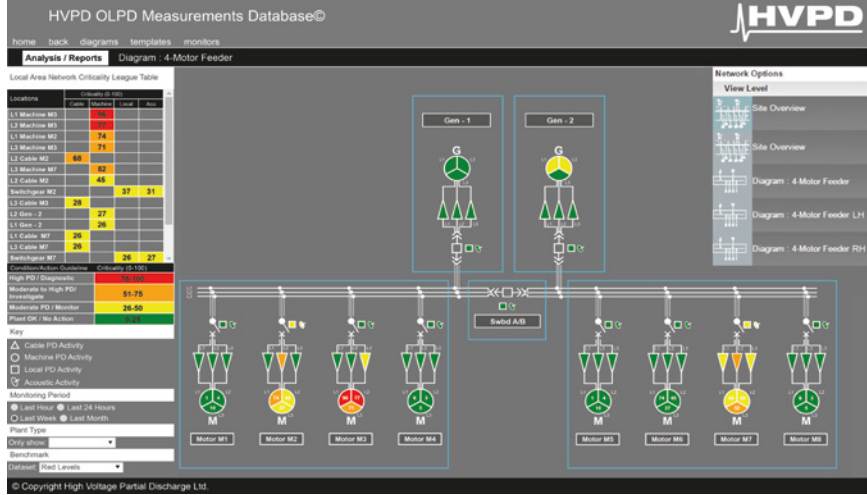 HVPD OLPD Measurements Database©
HVPD
home back diagrams templates monitors
Analysis / Reports Diagram : 4-Motor Feeder
Local Area Network Criticality League Table
Locations Criticality (0-100)
Cable Machine Local Acu
L1 Machine M3
L2 Machine M3 77
L1 Machine M2 74
L3 Machine M3 71
L2 Cable M2 68
L3 Machine M7 52
L2 Cable M2 45
Switchgear M2 37 31
L3 Cable M3 28
L2 Gen - 2 27
L1 Gen - 2 26
L1 Cable M7 26
L3 Cable M7 26
Switchgear M7 26 27
Condition/Action Guideline Criticality (0-100)
High PD / Diagnostic 76-100
Moderate to High PD/
Investigate 51-75
Moderate PD / Monitor 26-50
Plant OK / No Action 0-25
Key
Cable PD Activity
Machine PD Activity
Local PD Activity
Acoustic Activity
Monitoring Period
Last Hour Last 24 Hours
Last Week Last Month
Plant Type
Only show:
Benchmark
Dataset: Red Levels
Gen - 1
G
Gen - 2
G
Swbd A/B
M M M M M M M M
Motor M1 Motor M2 Motor M3 Motor M4 Motor M5 Motor M6 Motor M7 Motor M8
Network Options
View Level
Site Overview
Site Overview
Diagram : 4-Motor Feeder
Diagram : 4-Motor Feeder LH
Diagram : 4-Motor Feeder RH
© Copyright High Voltage Partial Discharge Ltd.